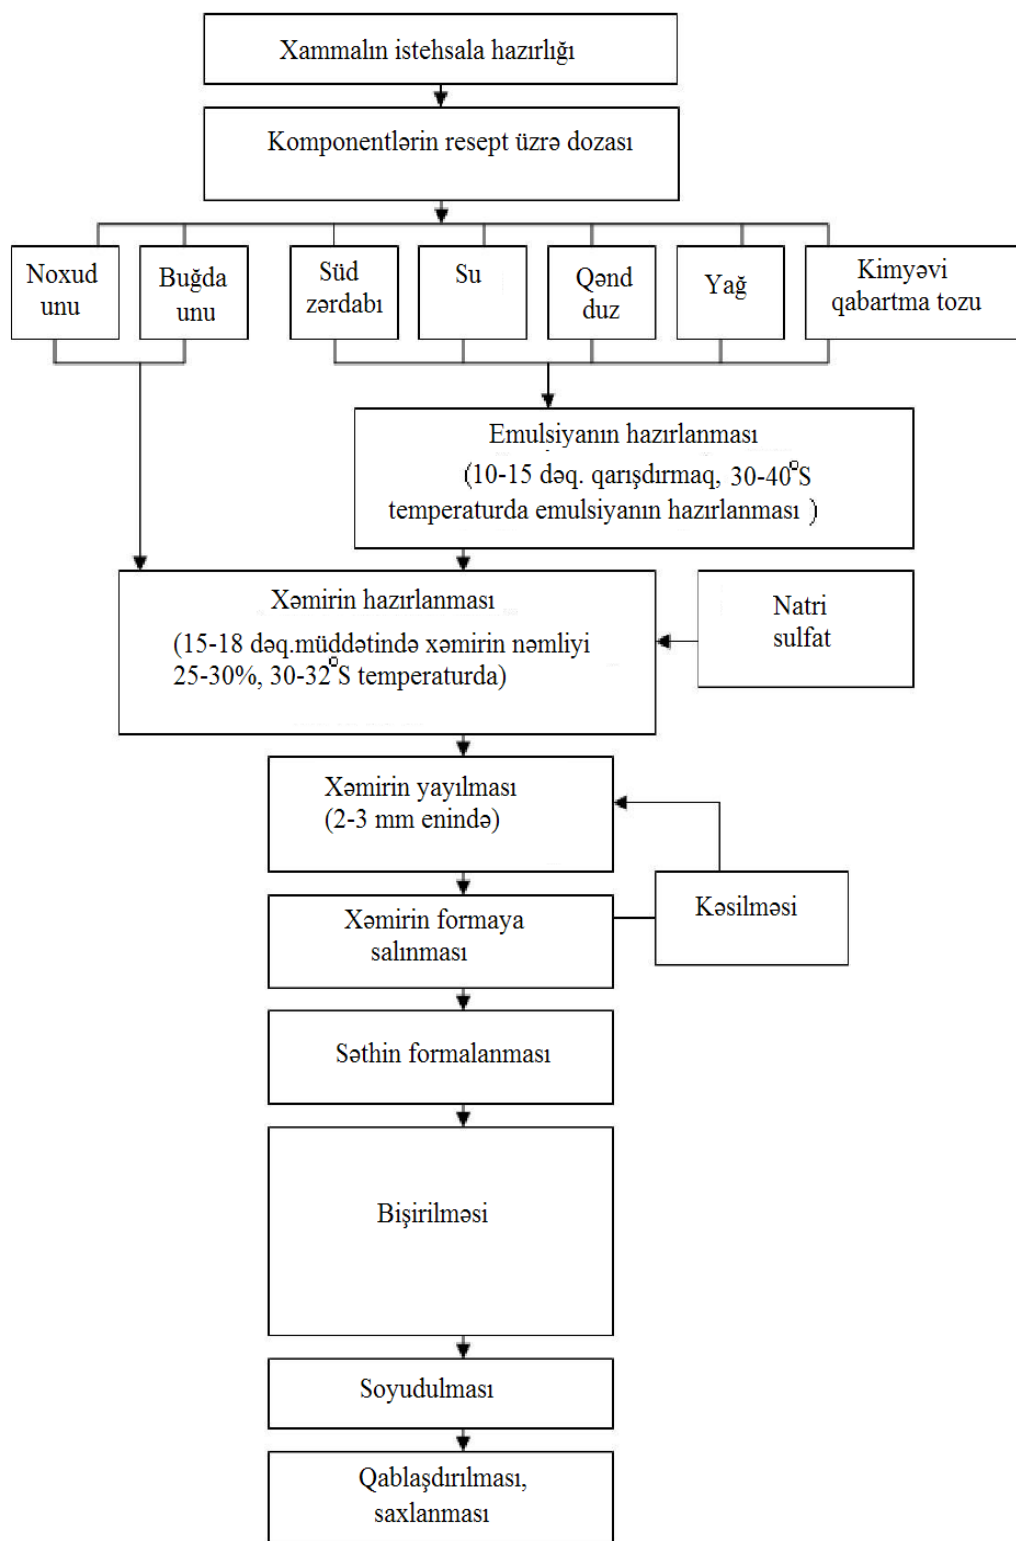 Xammalın istehsala hazırlığı
Komponentlərin resept üzrə dozası
Noxud
unu
Buğda
unu
Süd
zərdabı
Su
Qənd
duz
Yağ
Kimyəvi
qabartma tozu
Emulsiyanın hazırlanması
(10-15 dəq. qarışdırmaq, 30-40°S
temperaturda emulsiyanın hazırlanması )
Xəmirin hazırlanması
(15-18 dəq.müddətində xəmirin nəmliyi
25-30%, 30-32°S temperaturda)
Natri
sulfat
Xəmirin yayılması
(2-3 mm enində)
Kəsilməsi
Xəmirin formaya
salınması
Səthin formalanması
Bişirilməsi
Soyudulması
Qablaşdırılması,
saxlanması